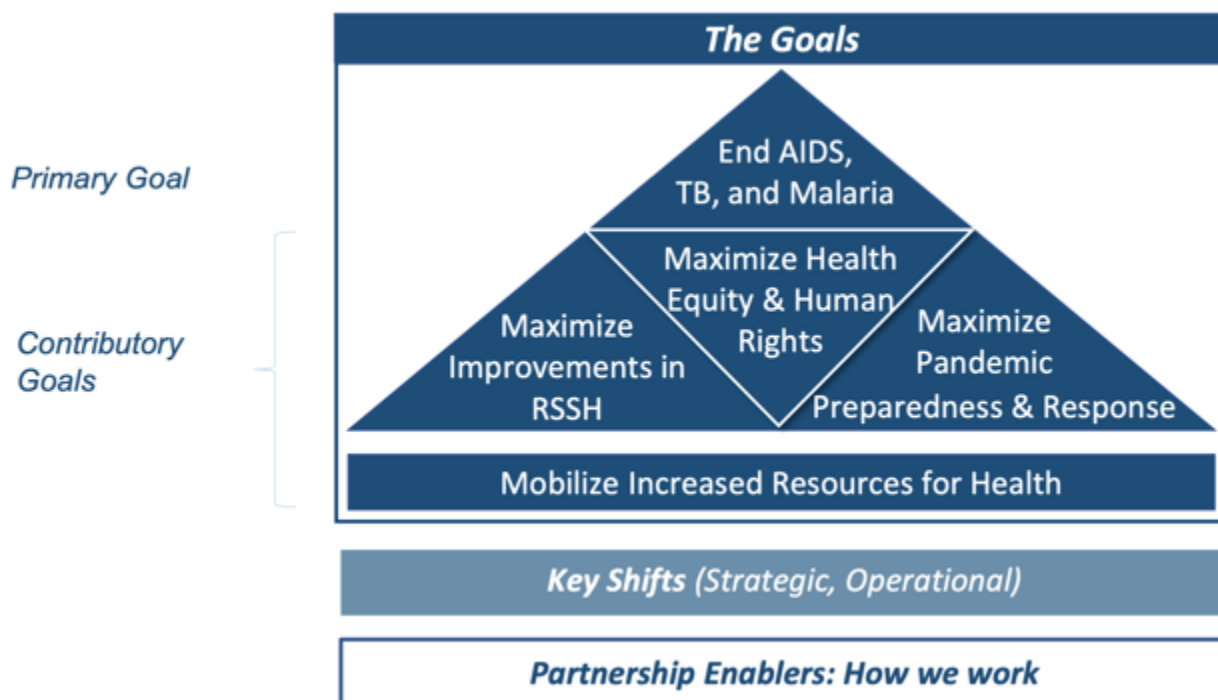 The Goals
Primary Goal
End AIDS,
TB, and Malaria
Contributory
Goals
Maximize Health
Equity & Human
Rights
Maximize
Improvements in
RSSH
Maximize
Pandemic
Preparedness & Response
Mobilize Increased Resources for Health
Key Shifts (Strategic, Operational)
Partnership Enablers: How we work